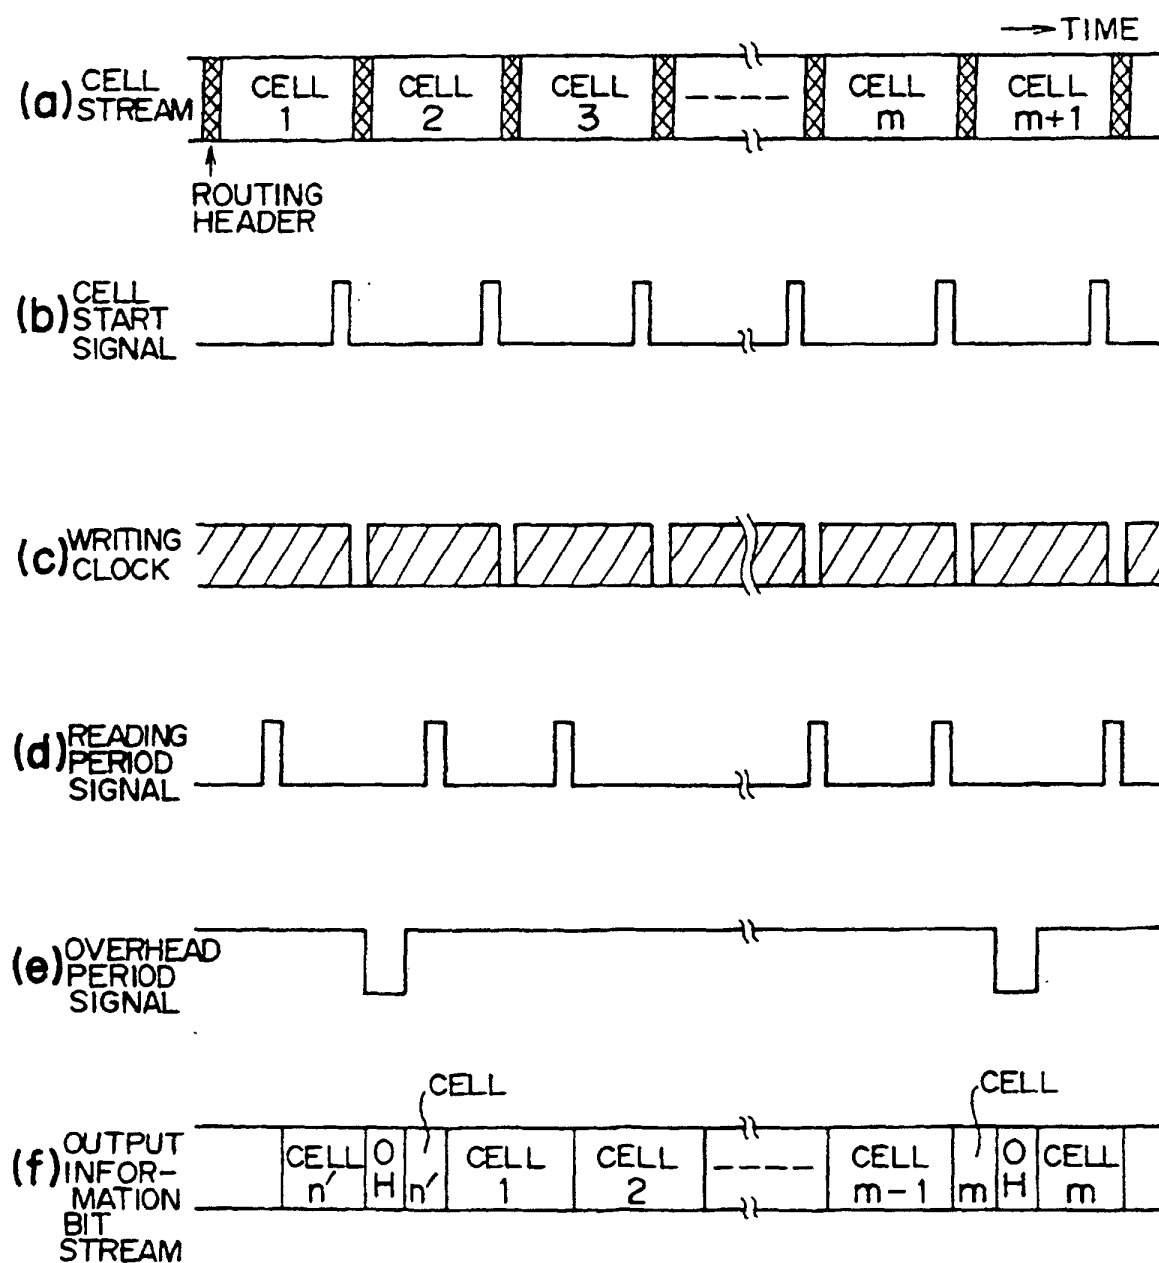 → TIME
(a) CELL STREAM
CELL 1
CELL 2
CELL 3
CELL m
CELL m+1
ROUTING
HEADER
(b) CELL
START
SIGNAL
(c) WRITING
CLOCK
(d) READING
PERIOD
SIGNAL
(e) OVERHEAD
PERIOD
SIGNAL
CELL
CELL
(f) OUTPUT
INFOR-
MATION
BIT
STREAM
CELL n′
OH
n′
CELL 1
CELL 2
CELL m-1
m
OH
CELL m